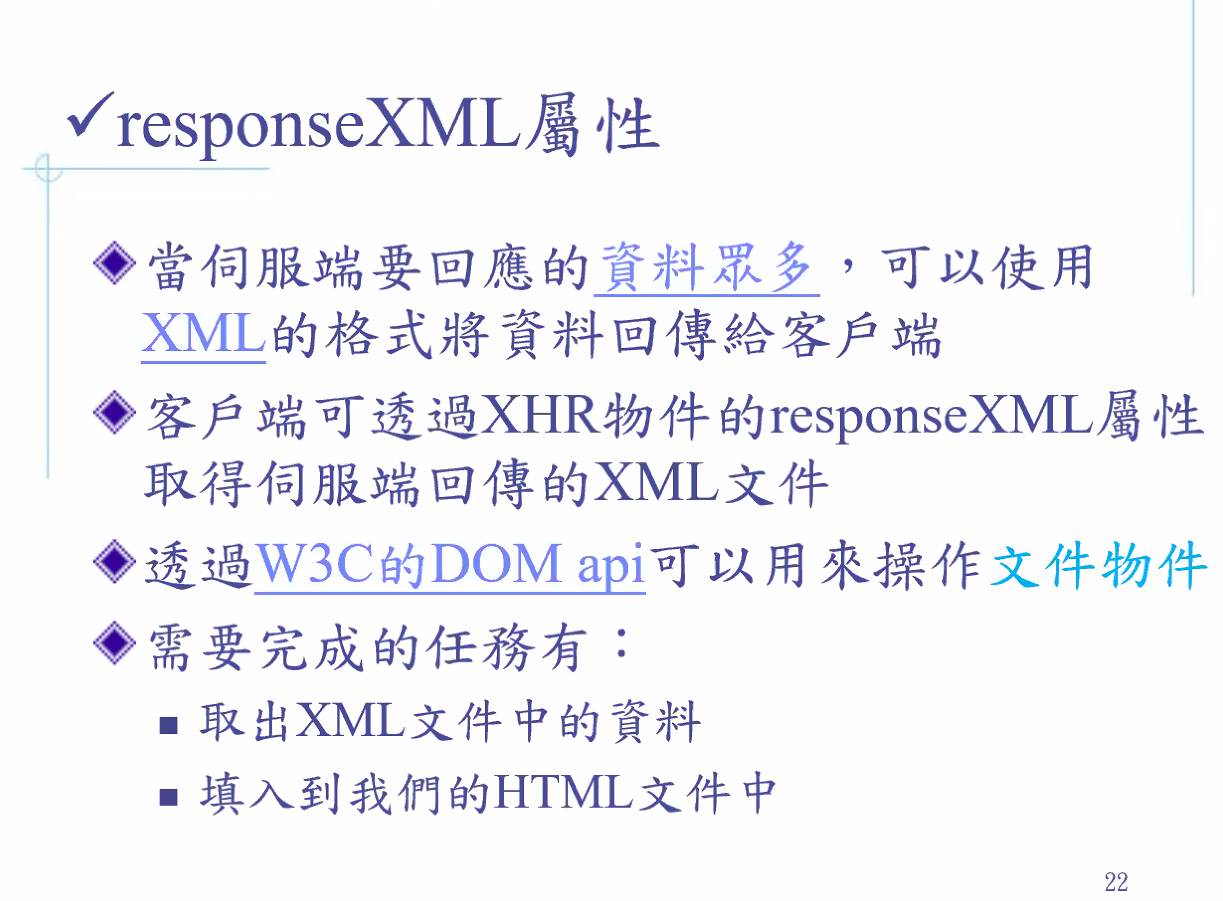 ✓responseXML屬性
當伺服端要回應的資料眾多，可以使用
XML的格式將資料回傳給客戶端
客戶端可透過XHR物件的responseXML屬性
取得伺服端回傳的XML文件
透過W3C的DOM api可以用來操作文件物件
需要完成的任務有：
取出XML文件中的資料
填入到我們的HTML文件中
22